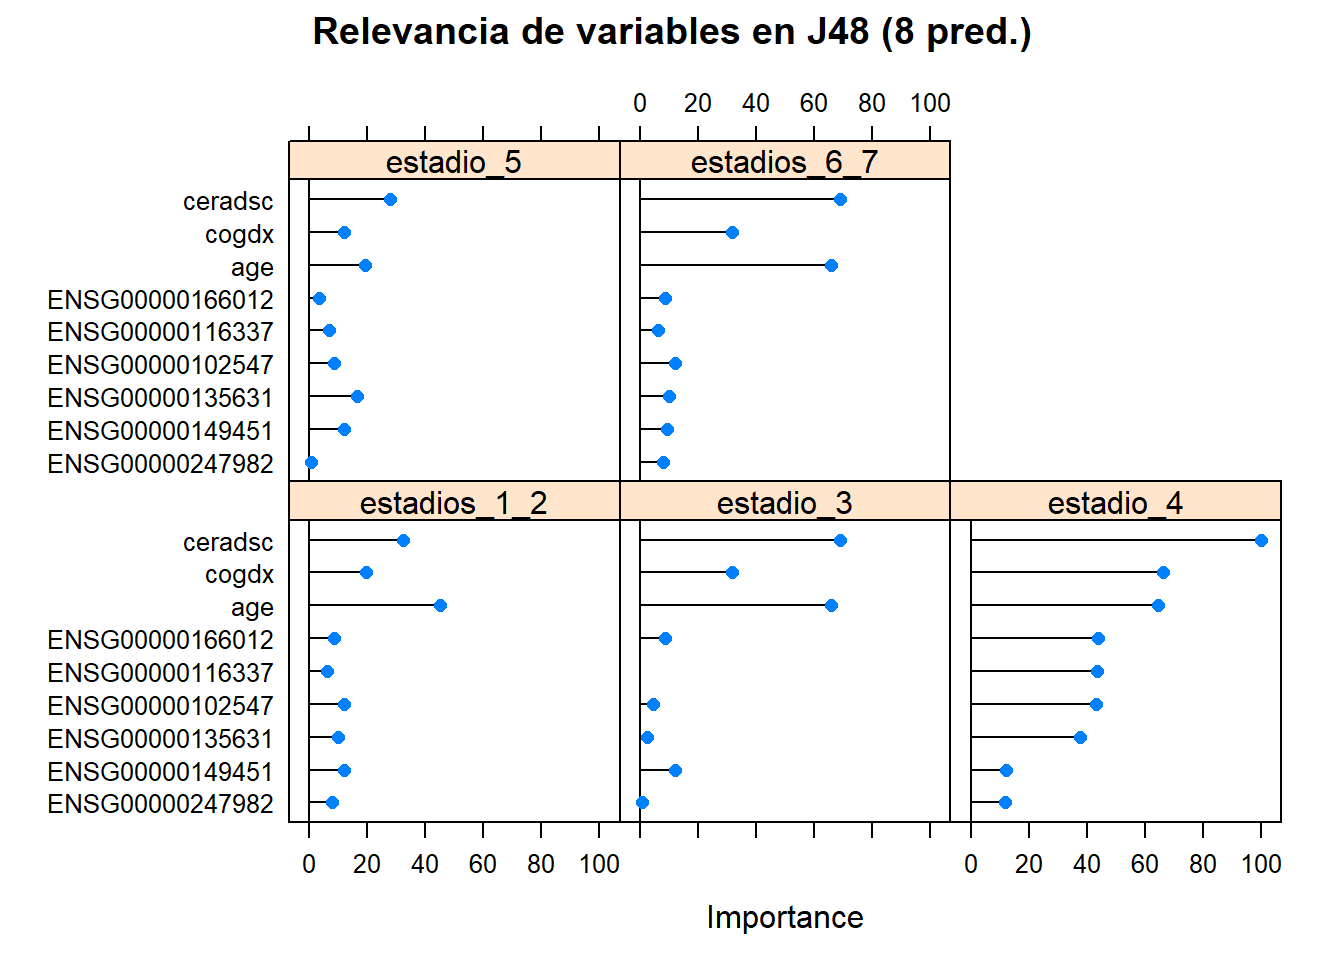 Relevancia de variables en J48 (8 pred.)
0 20 40 60 80 100
estadio_5 estadios_6_7
ceradsc
cogdx
age
ENSG00000166012
ENSG00000116337
ENSG00000102547
ENSG00000135631
ENSG00000149451
ENSG00000247982
estadios_1_2 estadio_3 estadio_4
ceradsc
cogdx
age
ENSG00000166012
ENSG00000116337
ENSG00000102547
ENSG00000135631
ENSG00000149451
ENSG00000247982
0 20 40 60 80 100 0 20 40 60 80 100
Importance